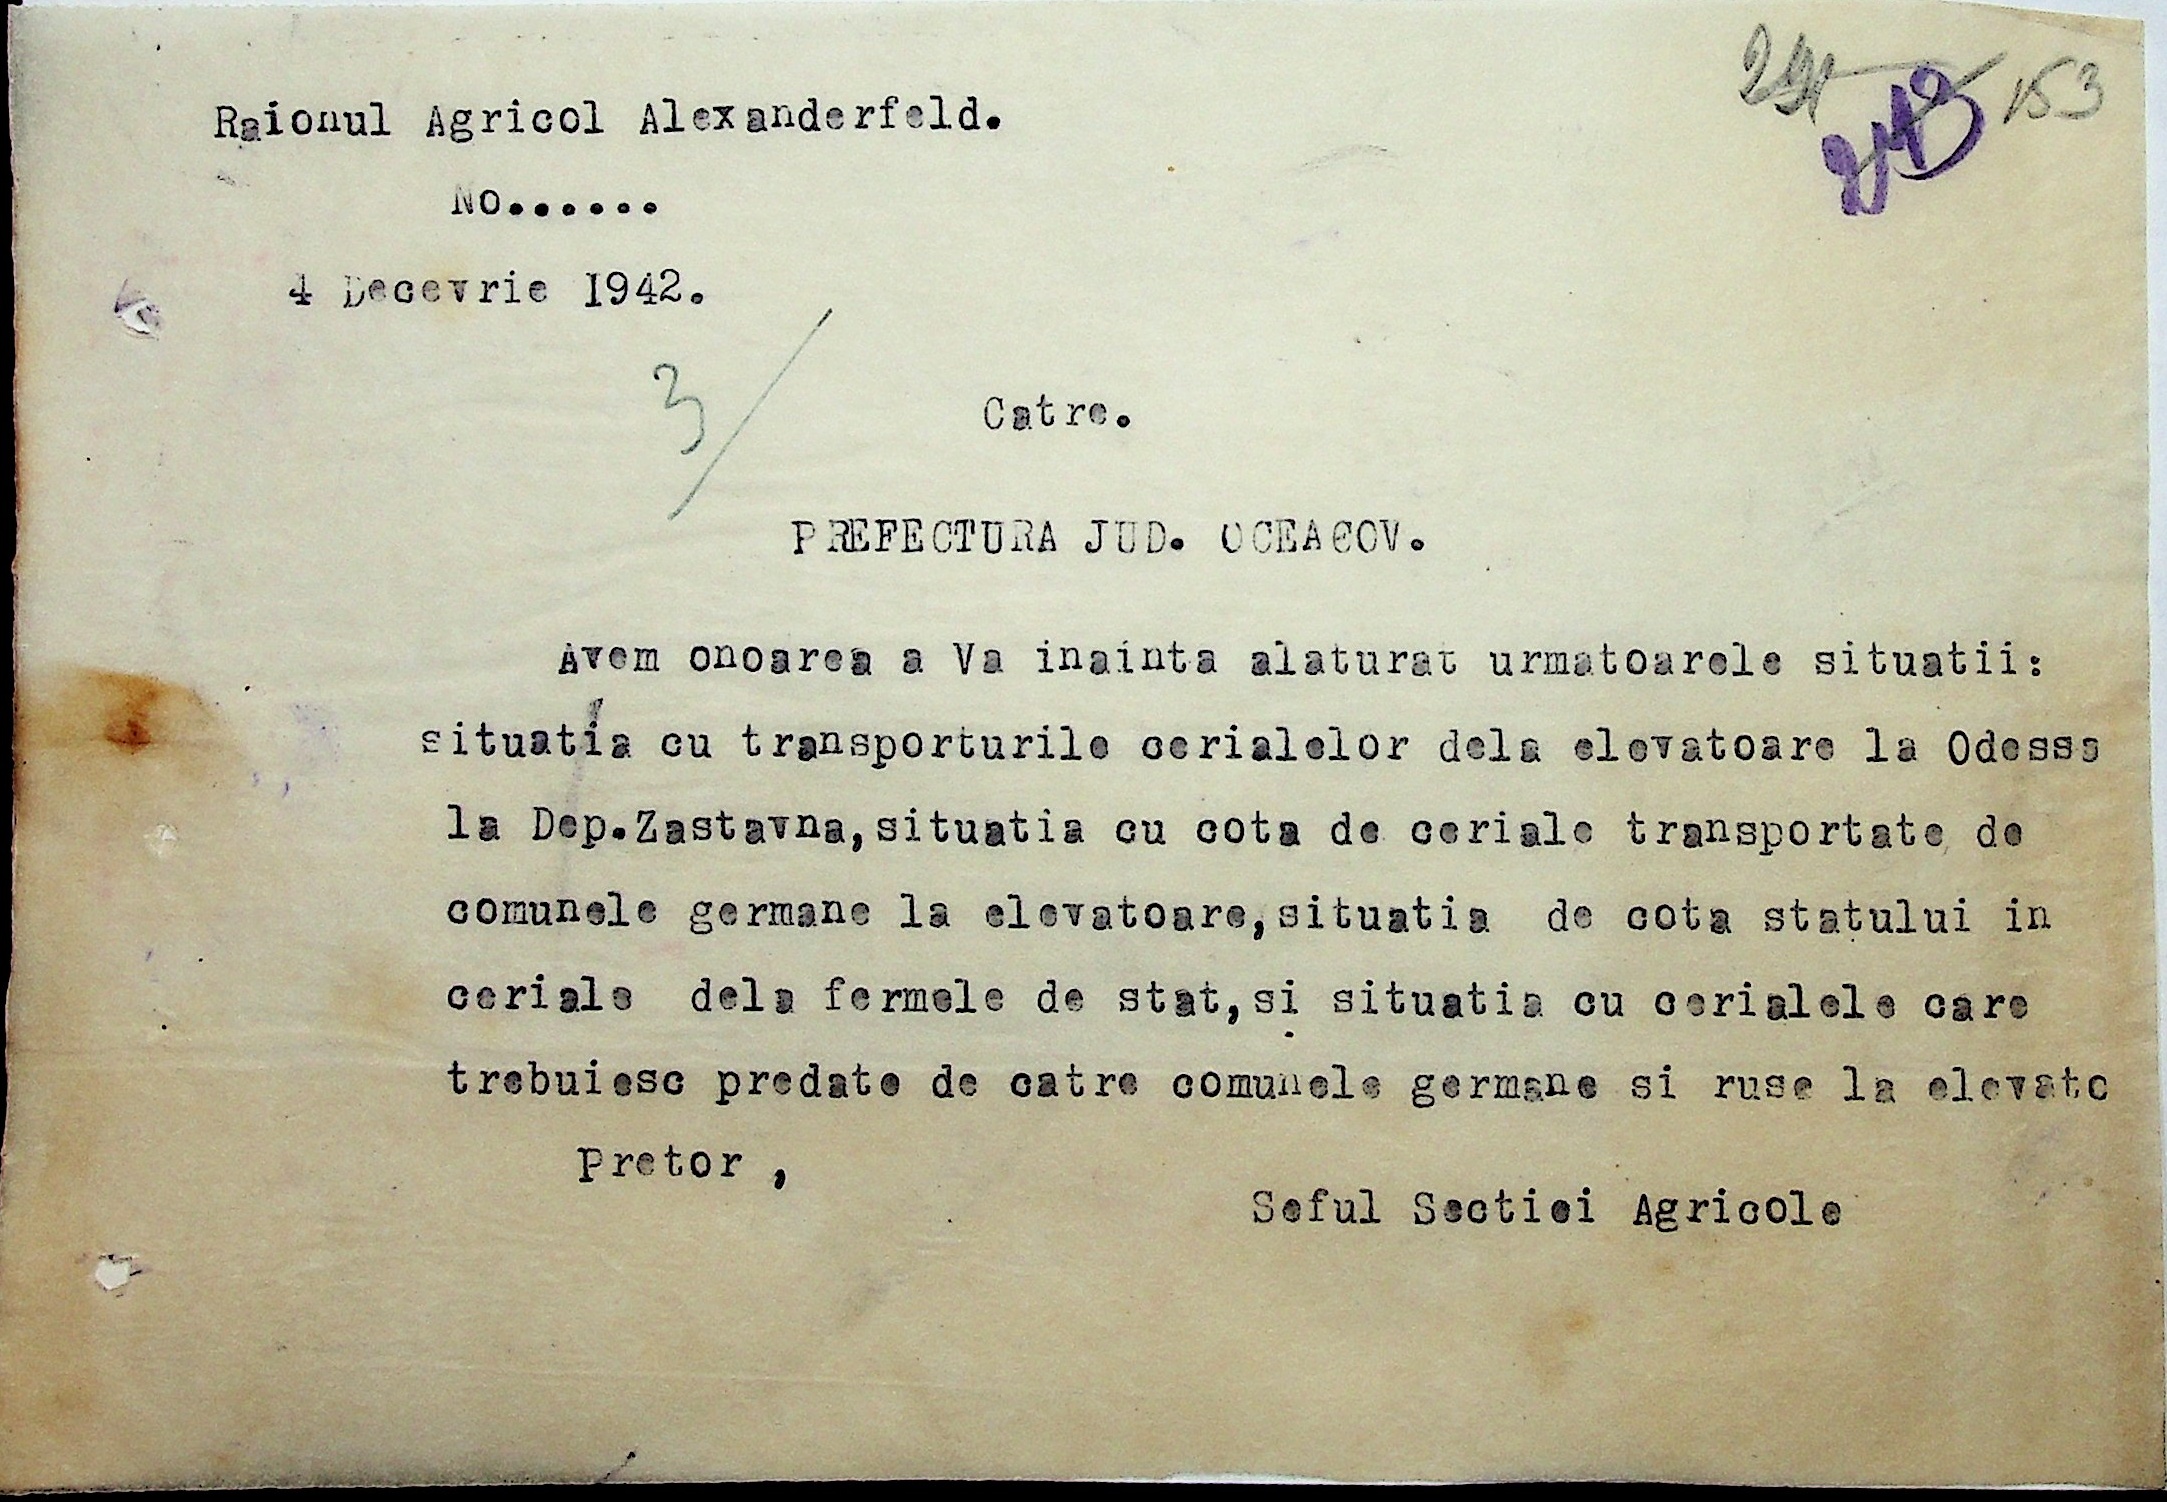 153
Raionul Agricol Alexanderfeld.
No......
4 Decevrie 1942.
3/
Catre.
PREFECTURA JUD. OCEACOV.
Avem onoarea a Va inainta alaturat urmatoarele situatii:
situatia cu transporturile cerialelor dela elevatoare la Odessa
la Dep.Zastavna,situatia cu cota de ceriale transportate de
comunele germane la elevatoare,situatia de cota statului in
ceriale dela fermele de stat,si situatia cu cerialele care
trebuiesc predate de catre comunele germane si ruse la elevato
Pretor ,
Seful Sectiei Agricole